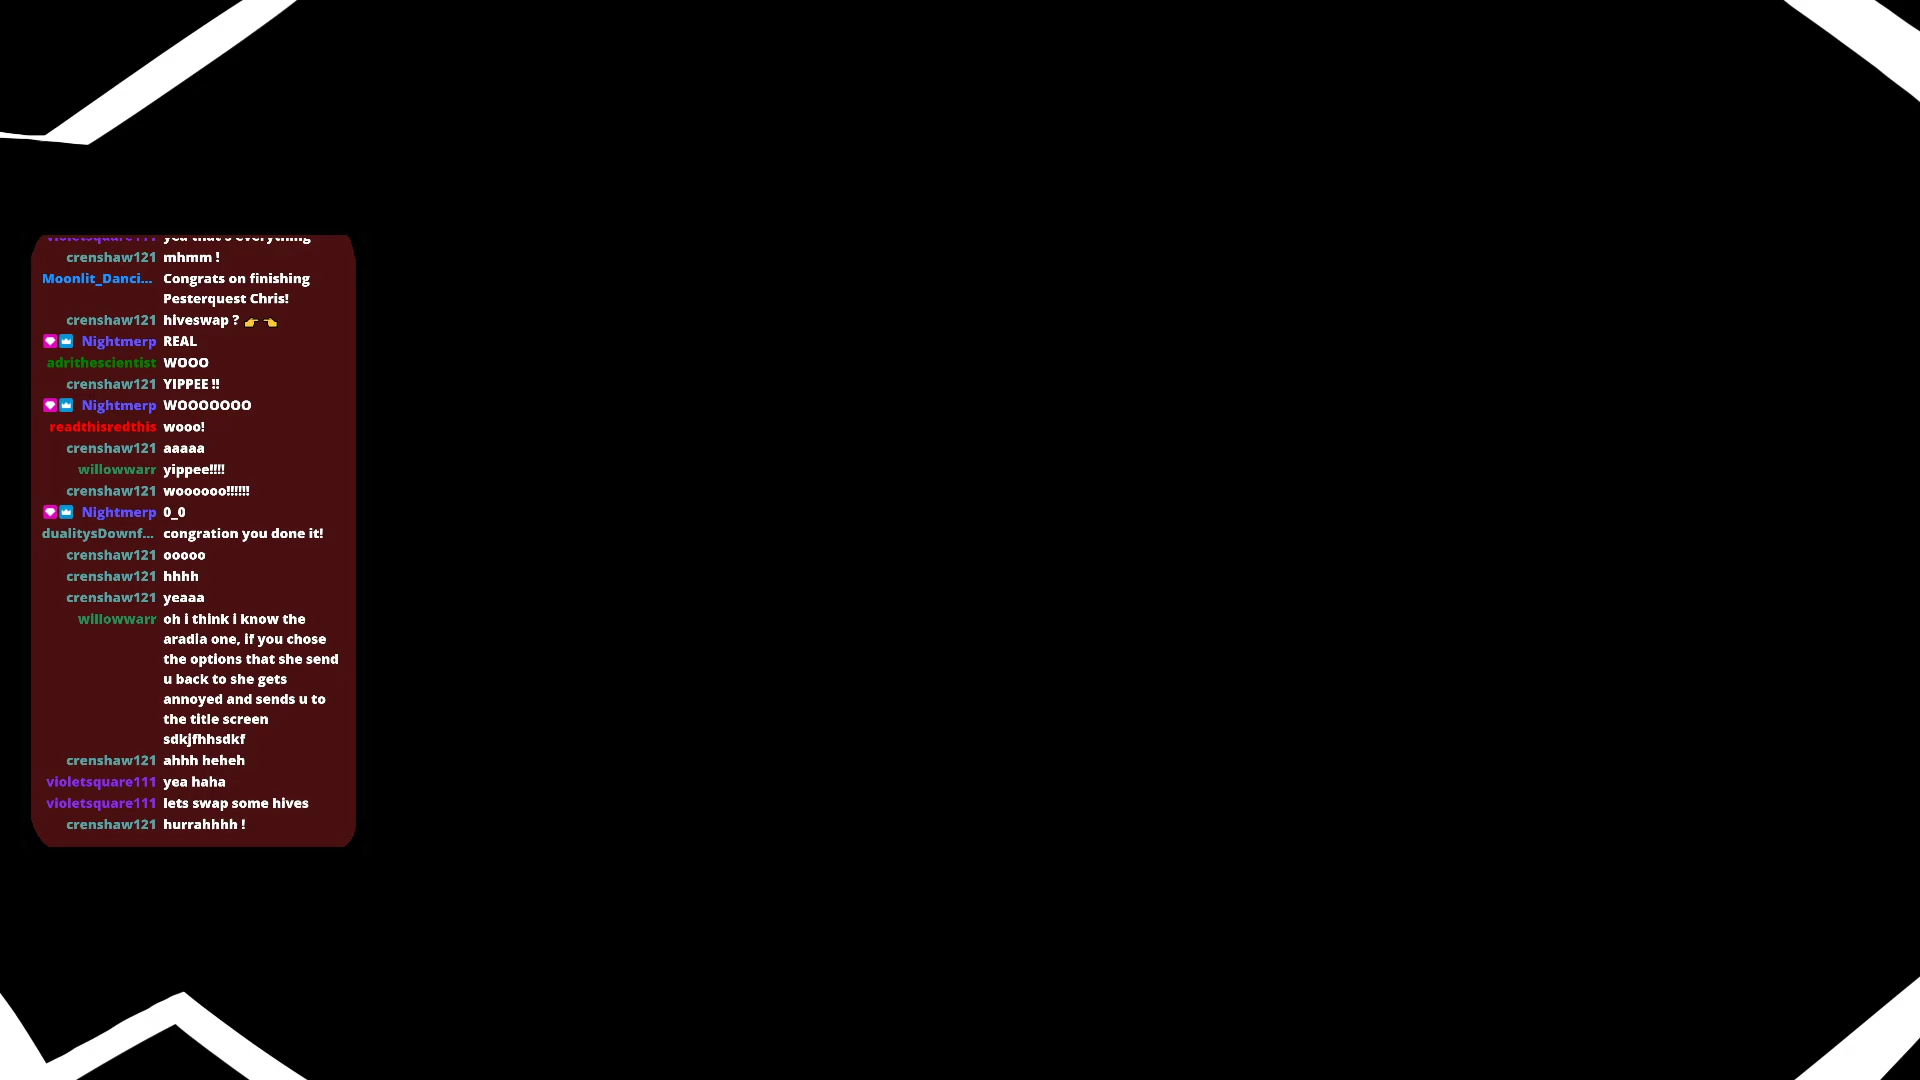 violetsquare111 yea that's everything
crenshaw121 mhmm !
Moonlit_Danci... Congrats on finishing
Pesterquest Chris!
crenshaw121 hiveswap ? 👉👈
Nightmerp REAL
adrithescientist WOOO
crenshaw121 YIPPEE !!
Nightmerp WOOOOOOO
readthisredthis wooo!
crenshaw121 aaaaa
willowwarr yippee!!!!
crenshaw121 woooooo!!!!!!
Nightmerp 0_0
dualitysDownf... congration you done it!
crenshaw121 ooooo
crenshaw121 hhhh
crenshaw121 yeaaa
willowwarr oh i think i know the
aradia one, if you chose
the options that she send
u back to she gets
annoyed and sends u to
the title screen
sdkjfhhsdkf
crenshaw121 ahhh heheh
violetsquare111 yea haha
violetsquare111 lets swap some hives
crenshaw121 hurrahhhh !